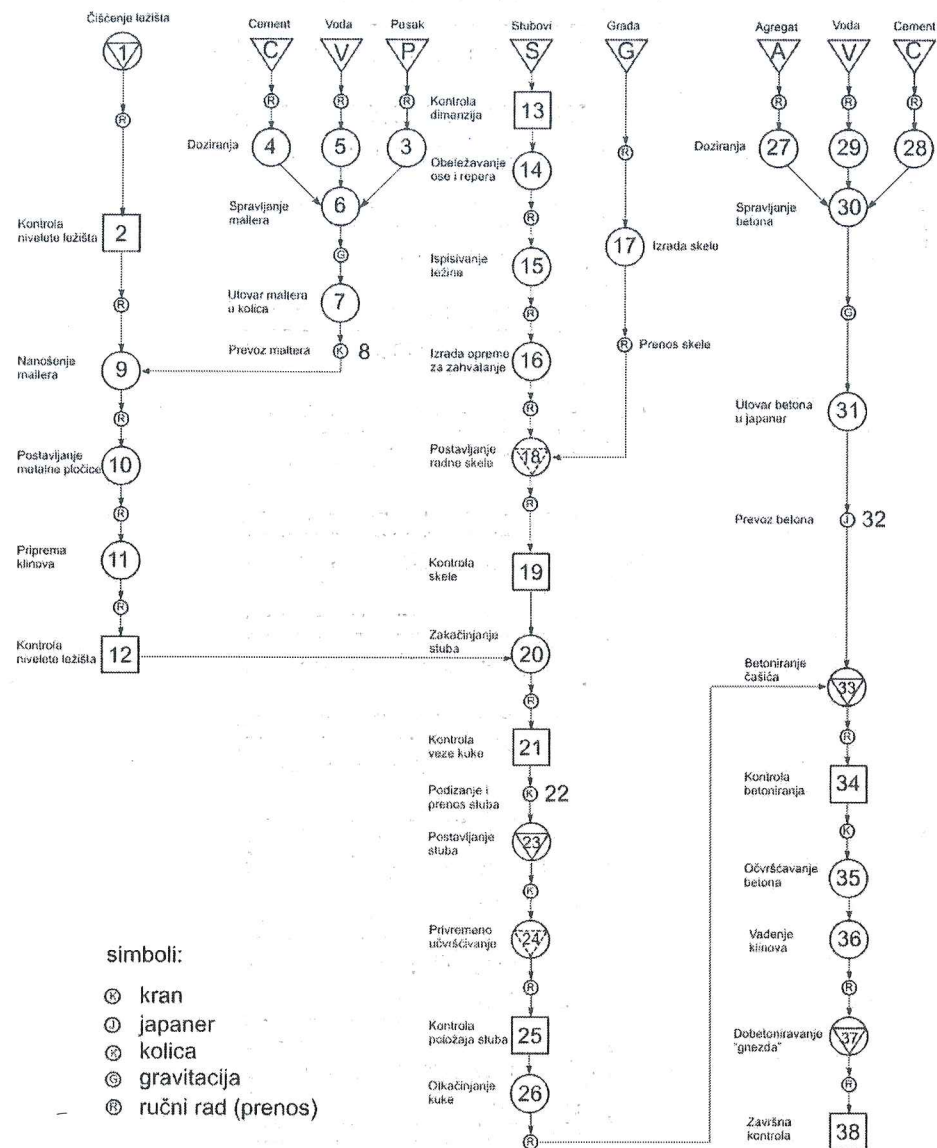 Čišćenje ležišta
1
R
Kontrola
nivelete ležišta
2
R
Nanošenje
maltera
9
R
Postavljanje
metalne pločice
10
R
Priprema
klinova
11
R
Kontrola
nivelete ležišta
12
Cement
Voda
Pesak
C
V
P
R
R
R
Doziranja
4
5
3
Spravljanje
maltera
6
G
Utovar maltera
u kolica
7
Prevoz maltera
K
8
Stubovi
S
Kontrola
dimenzija
13
Obeležavanje
ose i repera
14
R
Ispisivanje
težine
15
R
Izrada opreme
za zahvatanje
16
R
Postavljanje
radne skele
18
R
Kontrola
skele
19
Zakačinjanje
stuba
20
R
Kontrola
veze kuke
21
Podizanje i
prenos stuba
K
22
Postavljanje
stuba
23
K
Privremeno
učvršćivanje
24
R
Kontrola
položaja stuba
25
Otkačinjanje
kuke
26
R
Građa
G
R
17
Izrada skele
R
Prenos skele
Agregat
Voda
Cement
A
V
C
R
R
R
Doziranja
27
29
28
Spravljanje
betona
30
G
Utovar betona
u japaner
31
Prevoz betona
J
32
Betoniranje
čašića
33
R
Kontrola
betoniranja
34
K
Očvršćavanje
betona
35
Vađenje
klinova
36
R
Dobetoniravanje
"gnezda"
37
R
Završna
kontrola
38
simboli:
K kran
J japaner
K kolica
G gravitacija
R ručni rad (prenos)